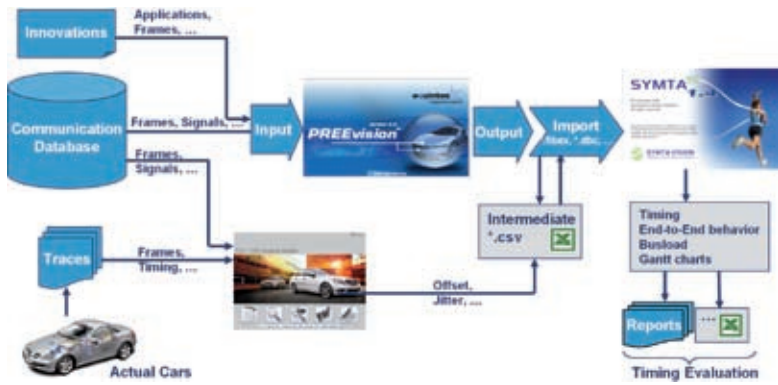 Innovations
Applications,
Frames, ...
Communication
Database
Frames, Signals, ...
Input
PREEvision
Output
Import
SYMTA
SYMTAVISION
Frames,
Signals, ...
Intermediate
*.csv
Timing
End-to-End behavior
Busload
Gantt charts
Traces
Frames,
Timing, ...
Offset,
Jitter, ...
Reports
...
Actual Cars
Timing Evaluation